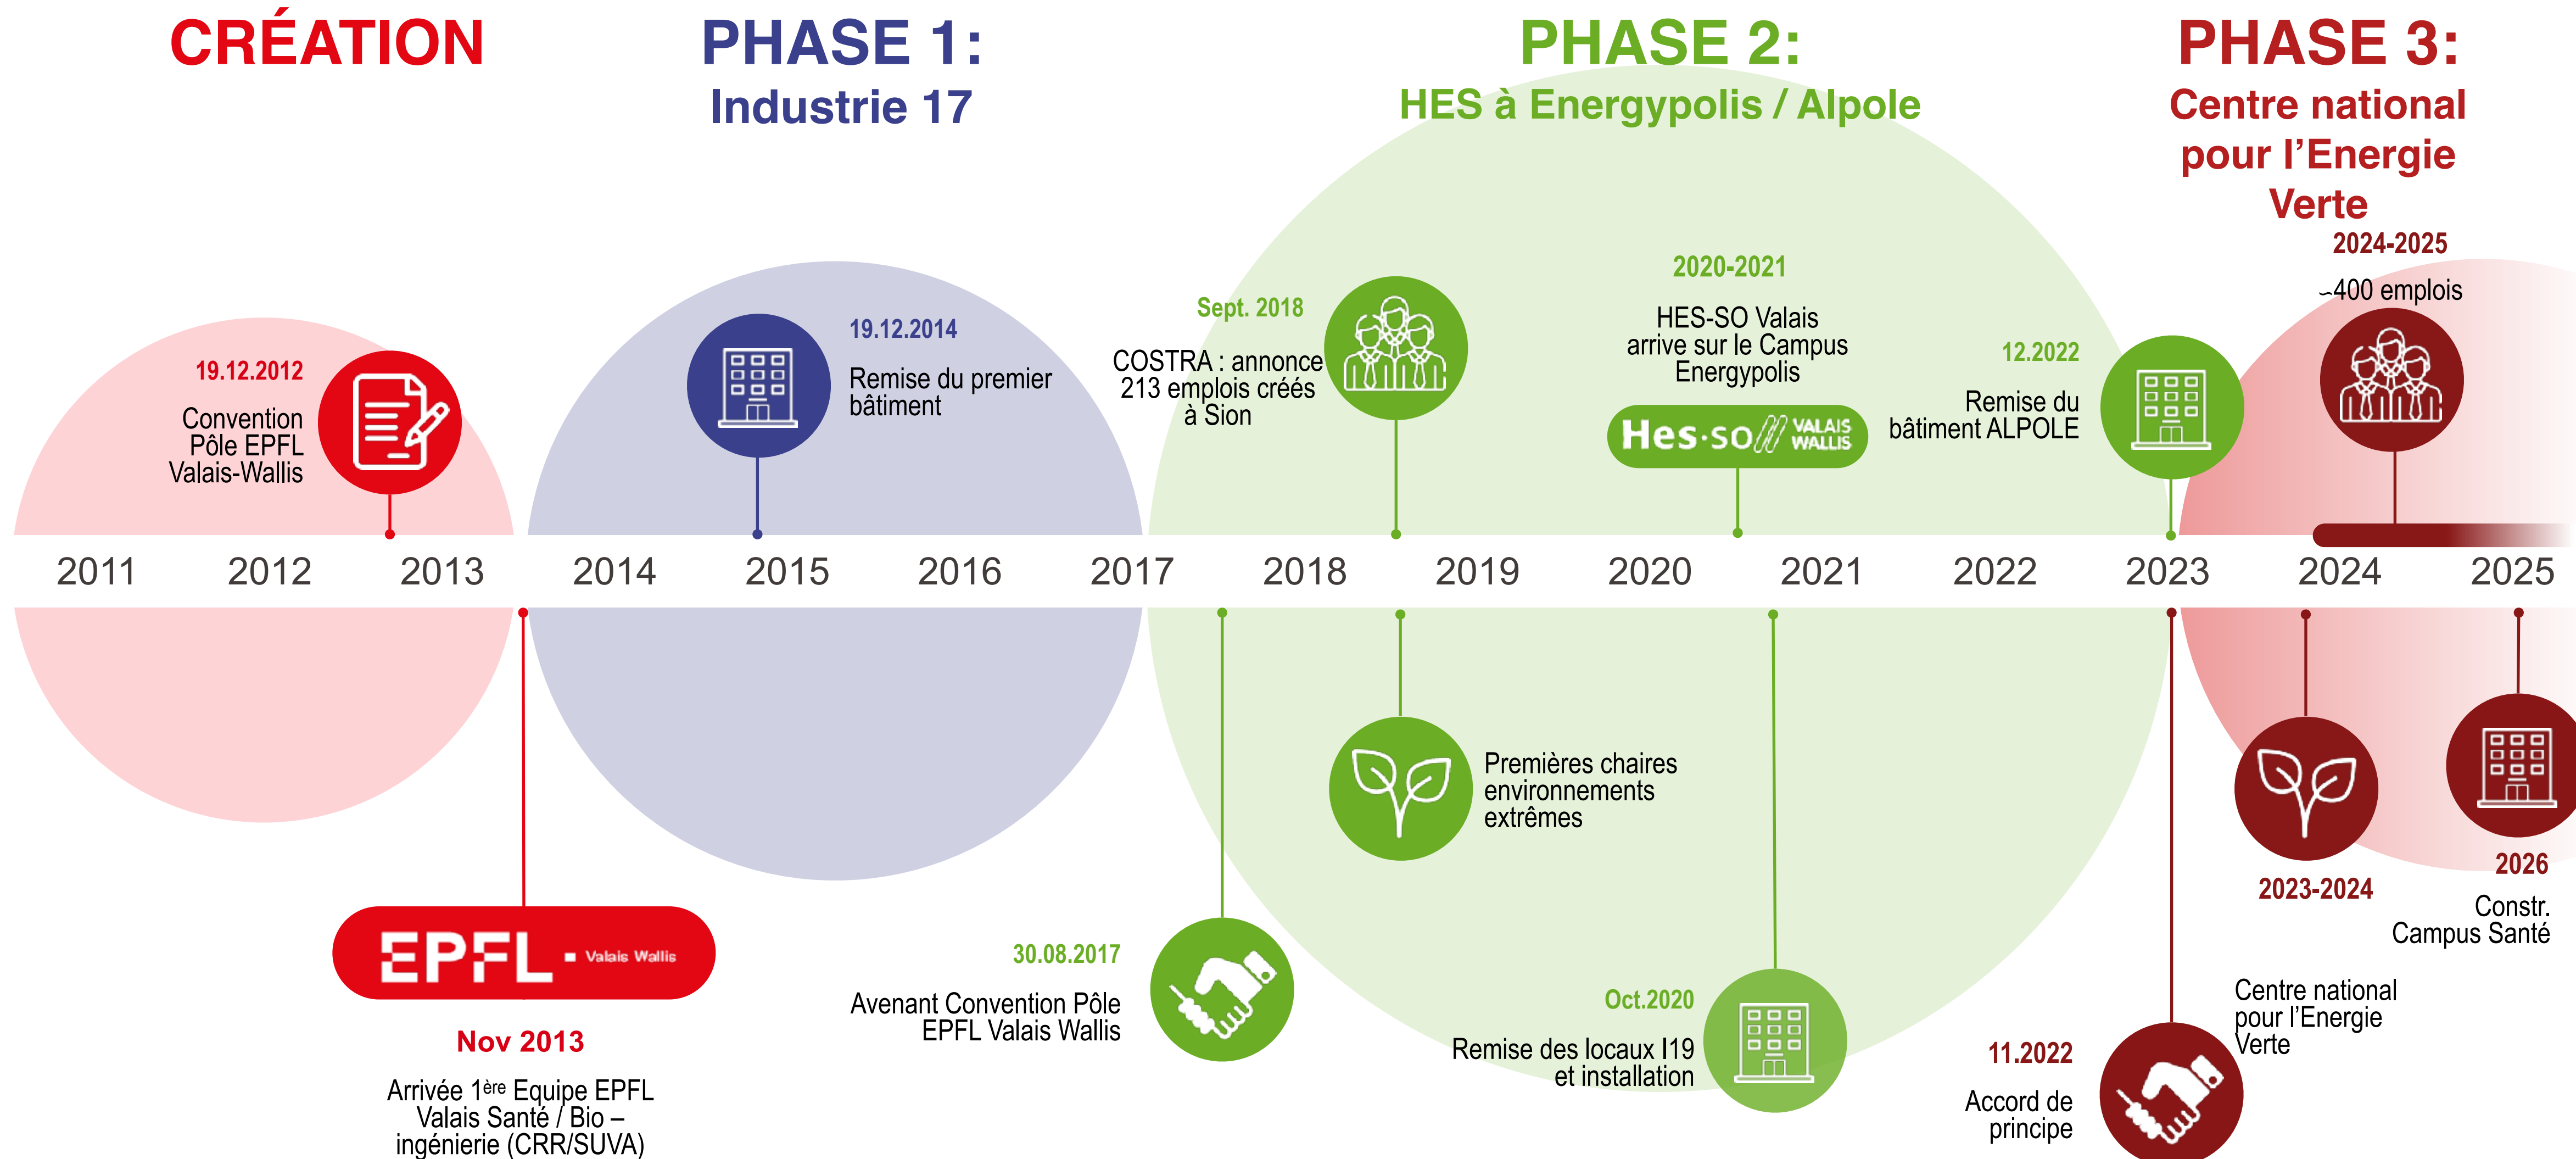 CRÉATION
PHASE 1:
Industrie 17
PHASE 2:
HES à Energypolis / Alpole
PHASE 3:
Centre national
pour l’Energie
Verte
19.12.2012
Convention
Pôle EPFL
Valais-Wallis
19.12.2014
Remise du premier
bâtiment
Sept. 2018
COSTRA : annonce
213 emplois créés
à Sion
2020-2021
HES-SO Valais
arrive sur le Campus
Energypolis
Hes·so VALAIS
WALLIS
12.2022
Remise du
bâtiment ALPOLE
2024-2025
~400 emplois
2011 2012 2013 2014 2015 2016 2017 2018 2019 2020 2021 2022 2023 2024 2025
EPFL Valais Wallis
Nov 2013
Arrivée 1ère Equipe EPFL
Valais Santé / Bio –
ingénierie (CRR/SUVA)
30.08.2017
Avenant Convention Pôle
EPFL Valais Wallis
Premières chaires
environnements
extrêmes
Oct.2020
Remise des locaux I19
et installation
11.2022
Accord de
principe
2023-2024
Centre national
pour l’Energie
Verte
2026
Constr.
Campus Santé